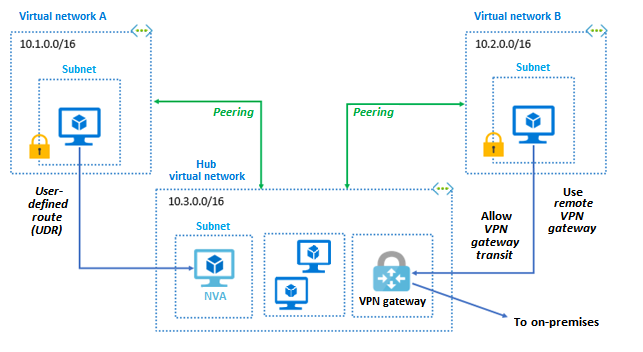 Virtual network A
10.1.0.0/16
Subnet
Virtual network B
10.2.0.0/16
Subnet
Peering
Peering
Hub
virtual network
10.3.0.0/16
User-
defined
route
(UDR)
Allow
VPN
gateway
transit
Use
remote
VPN
gateway
Subnet
NVA
VPN gateway
To on-premises